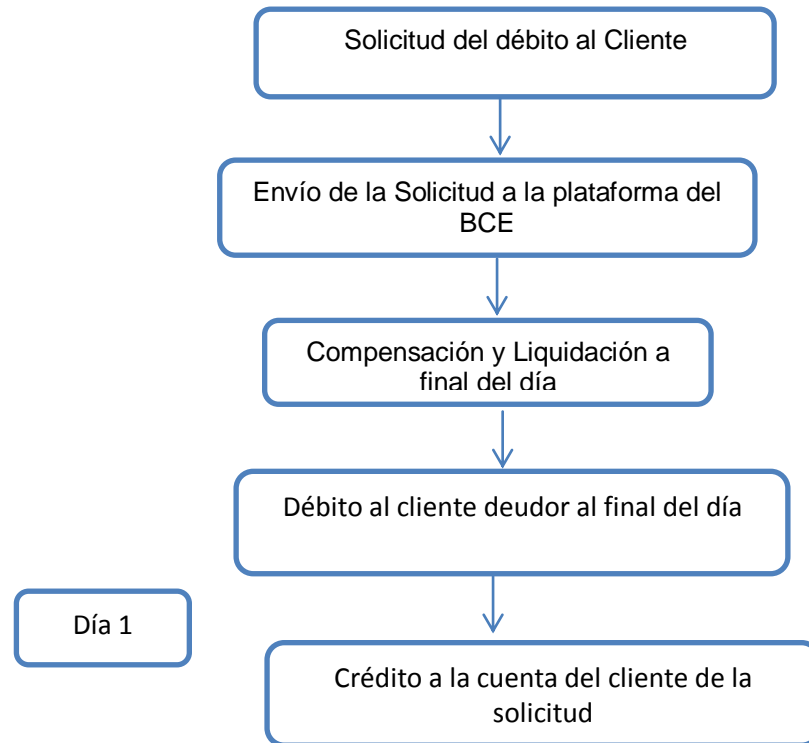 Solicitud del débito al Cliente
Envío de la Solicitud a la plataforma del
BCE
Compensación y Liquidación a
final del día
Débito al cliente deudor al final del día
Día 1
Crédito a la cuenta del cliente de la
solicitud